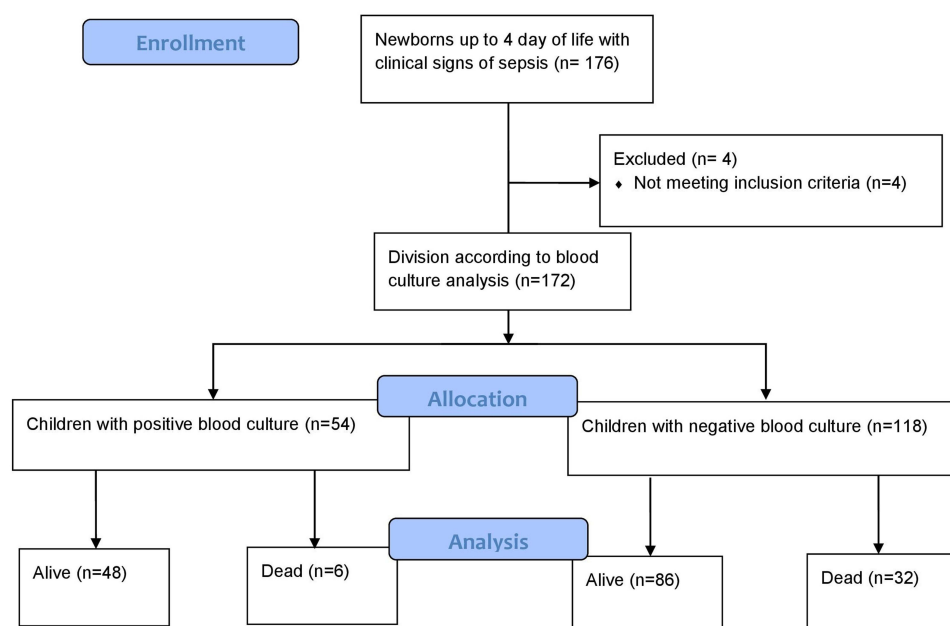 Enrollment
Newborns up to 4 day of life with
clinical signs of sepsis (n= 176)
Excluded (n= 4)
♦ Not meeting inclusion criteria (n=4)
Division according to blood
culture analysis (n=172)
Allocation
Children with positive blood culture (n=54)
Children with negative blood culture (n=118)
Analysis
Alive (n=48)
Dead (n=6)
Alive (n=86)
Dead (n=32)